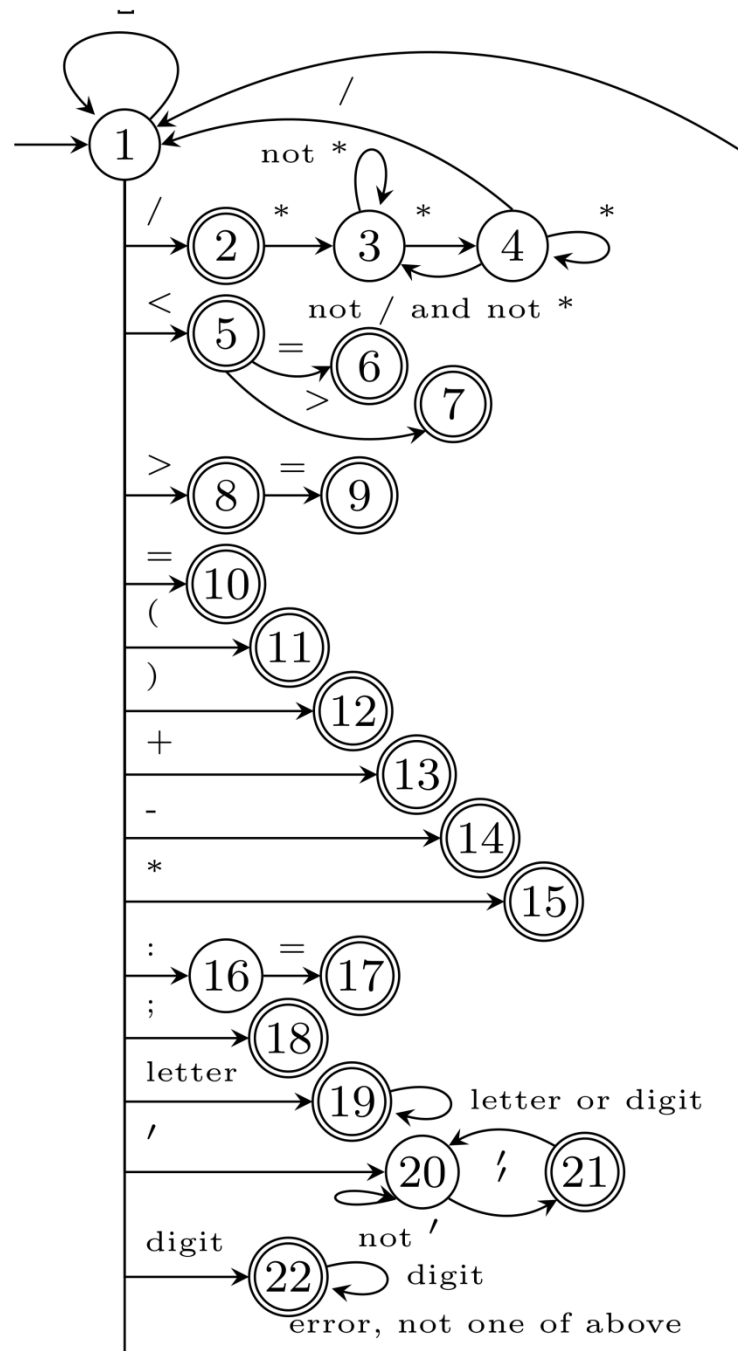 ␣
/
1
not *
/ * * *
2 3 4
<
not / and not *
5 = 6
> 7
> =
8 9
=
10
(
11
)
12
+
13
-
14
*
15
: =
16 17
;
18
letter
19 letter or digit
'
20 ' ' 21
not '
digit
22 digit
error, not one of above